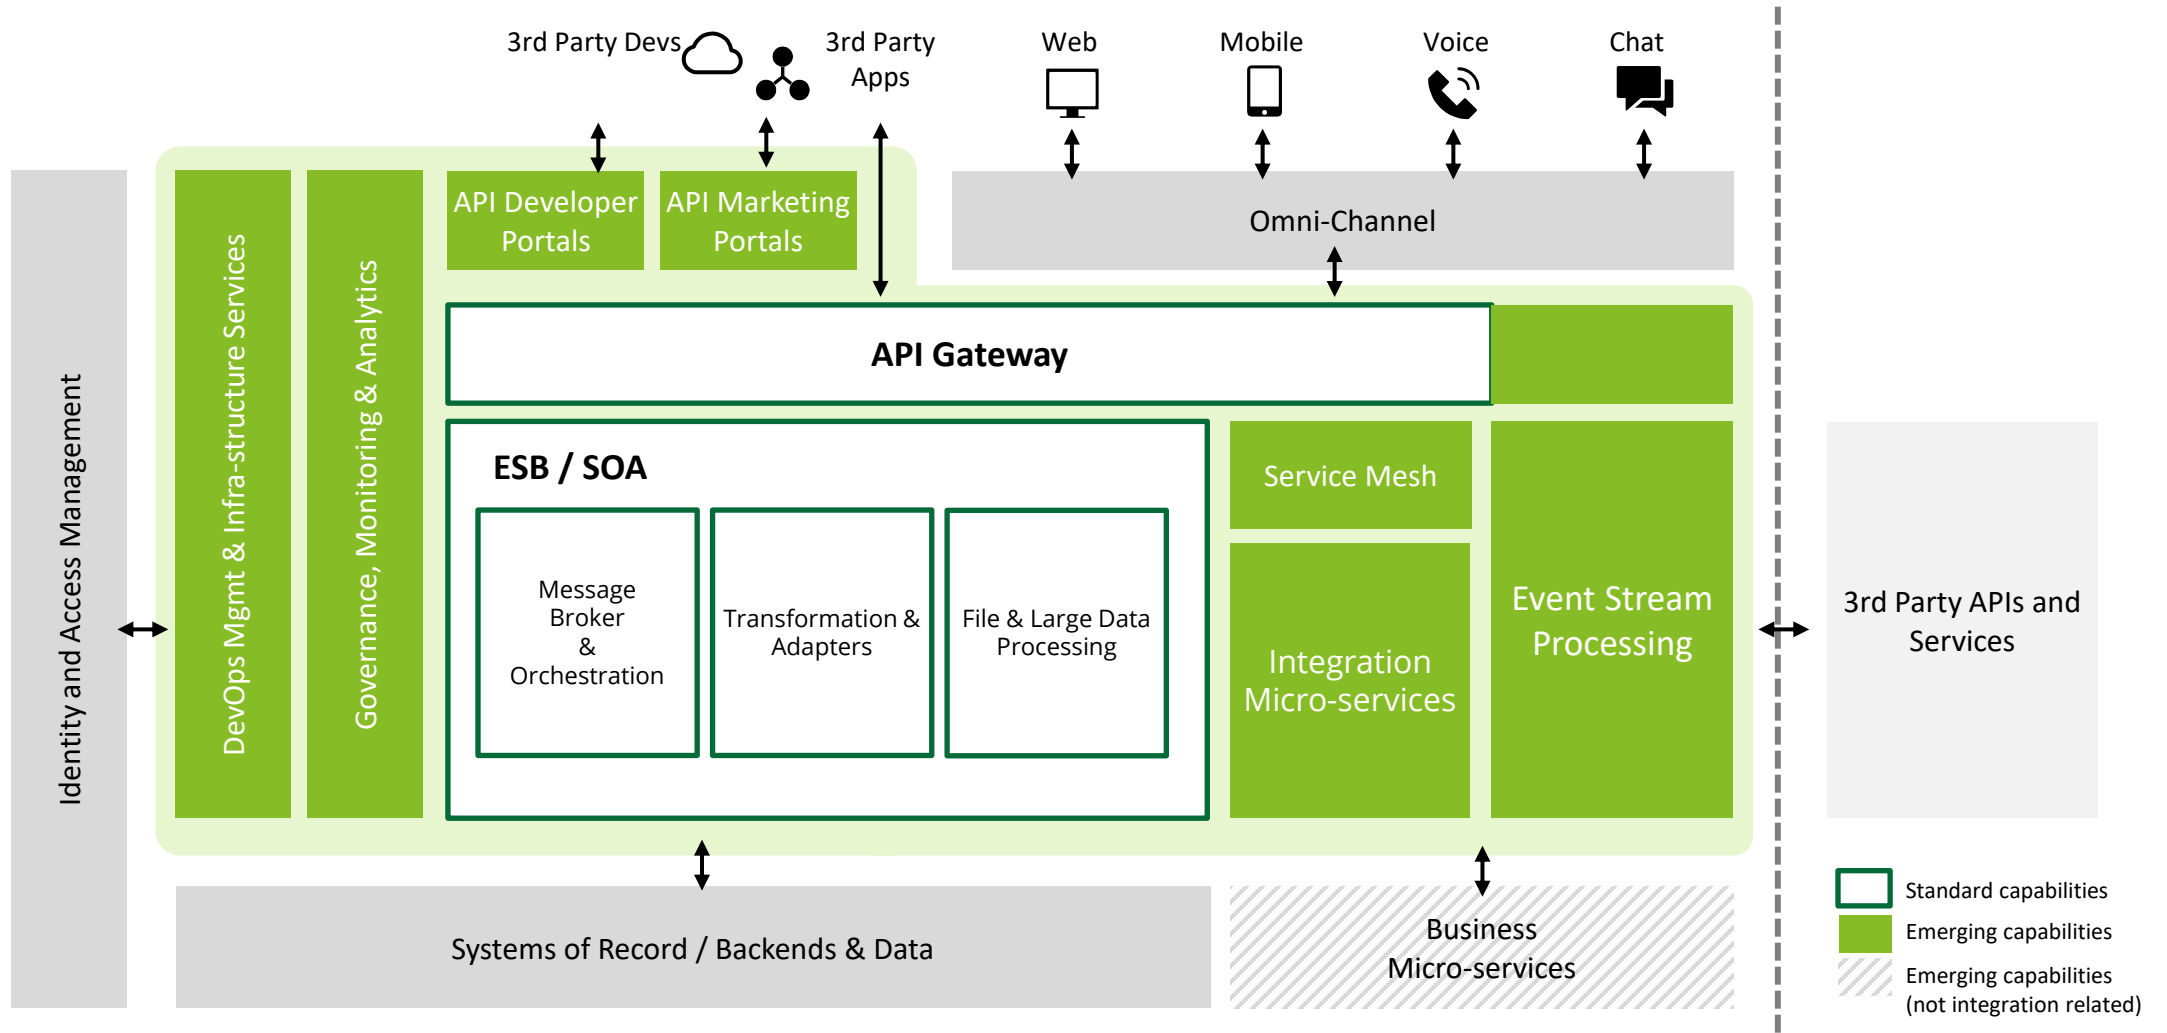 3rd Party Devs
3rd Party
Apps
Web
Mobile
Voice
Chat
Identity and Access Management
DevOps Mgmt & Infra-structure Services
Governance, Monitoring & Analytics
API Developer
Portals
API Marketing
Portals
Omni-Channel
API Gateway
ESB / SOA
Message
Broker
&
Orchestration
Transformation &
Adapters
File & Large Data
Processing
Service Mesh
Integration
Micro-services
Event Stream
Processing
3rd Party APIs and
Services
Systems of Record / Backends & Data
Business
Micro-services
Standard capabilities
Emerging capabilities
Emerging capabilities
(not integration related)